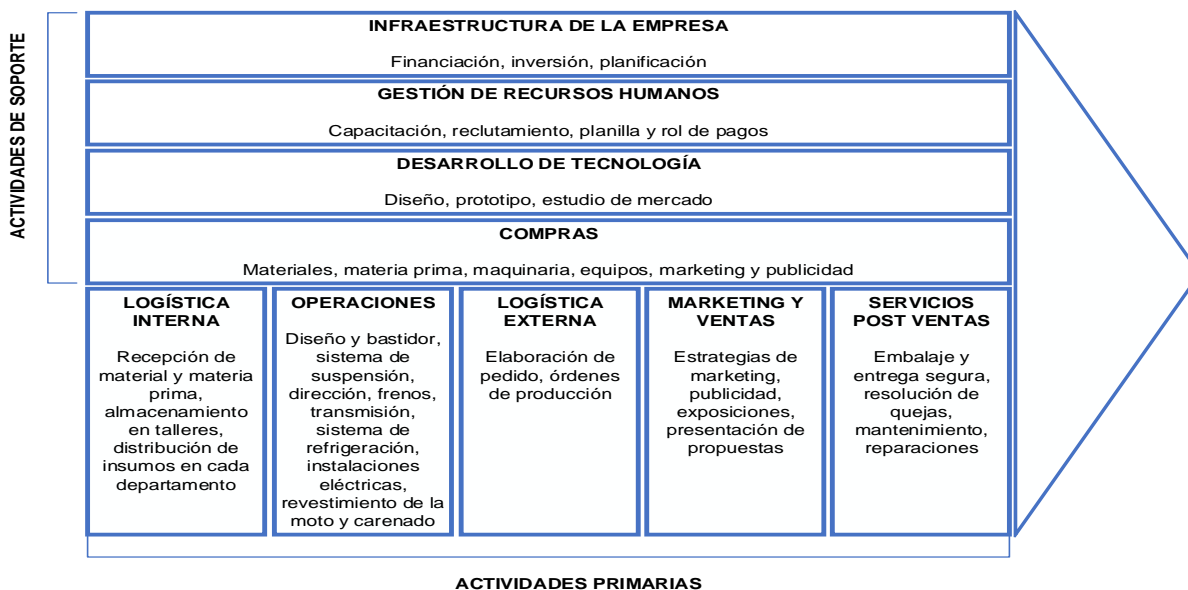 ACTIVIDADES DE SOPORTE
INFRAESTRUCTURA DE LA EMPRESA
Financiación, inversión, planificación
GESTIÓN DE RECURSOS HUMANOS
Capacitación, reclutamiento, planilla y rol de pagos
DESARROLLO DE TECNOLOGÍA
Diseño, prototipo, estudio de mercado
COMPRAS
Materiales, materia prima, maquinaria, equipos, marketing y publicidad
LOGÍSTICA
INTERNA
Recepción de
material y materia
prima,
almacenamiento
en talleres,
distribución de
insumos en cada
departamento
OPERACIONES
Diseño y bastidor,
sistema de
suspensión,
dirección, frenos,
transmisión,
sistema de
refrigeración,
instalaciones
eléctricas,
revestimiento de la
moto y carenado
LOGÍSTICA
EXTERNA
Elaboración de
pedido, órdenes
de producción
MARKETING Y
VENTAS
Estrategias de
marketing,
publicidad,
exposiciones,
presentación de
propuestas
SERVICIOS
POST VENTAS
Embalaje y
entrega segura,
resolución de
quejas,
mantenimiento,
reparaciones
ACTIVIDADES PRIMARIAS